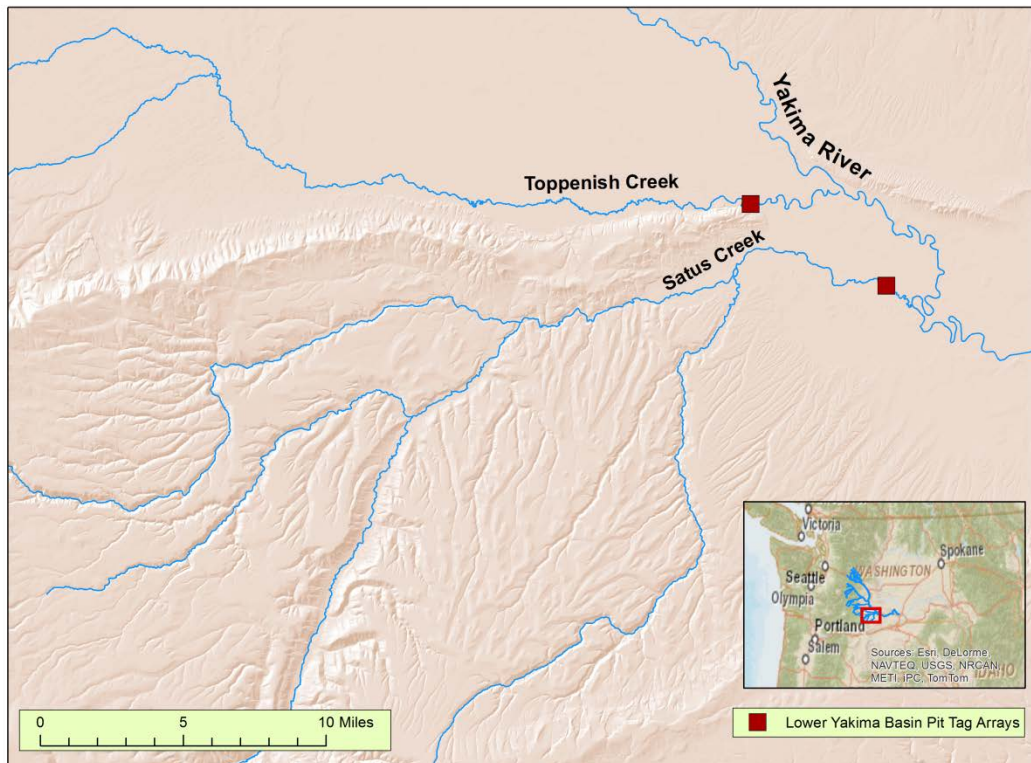 Yakima River
Toppenish Creek
Satus Creek
Victoria
Spokane
Seattle
WASHINGTON
Olympia
Portland
Salem
Sources: Esri, DeLorme,
NAVTEQ, USGS, NRCAN,
METI, iPC, TomTom
IDAHO
0 5 10 Miles
Lower Yakima Basin Pit Tag Arrays